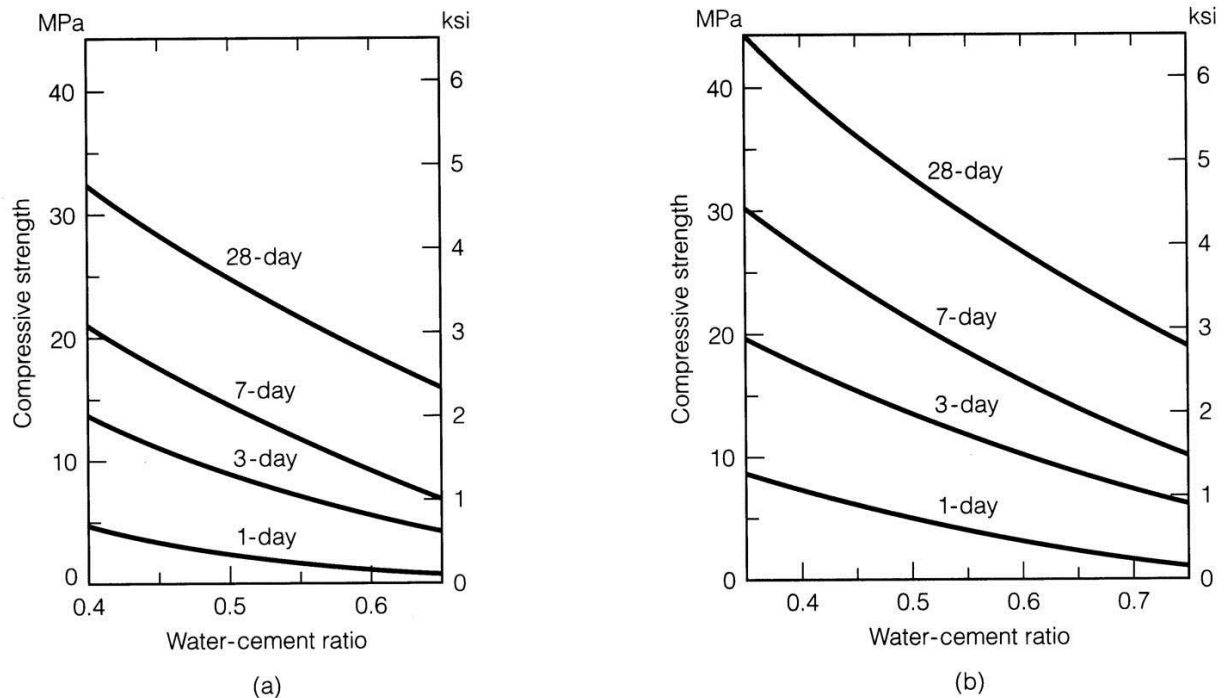 MPa
ksi
40
30
20
10
0
6
5
4
3
2
1
0
Compressive strength
28-day
7-day
3-day
1-day
0.4
0.5
0.6
Water-cement ratio
(a)
MPa
ksi
40
30
20
10
0
6
5
4
3
2
1
0
Compressive strength
28-day
7-day
3-day
1-day
0.4
0.5
0.6
0.7
Water-cement ratio
(b)